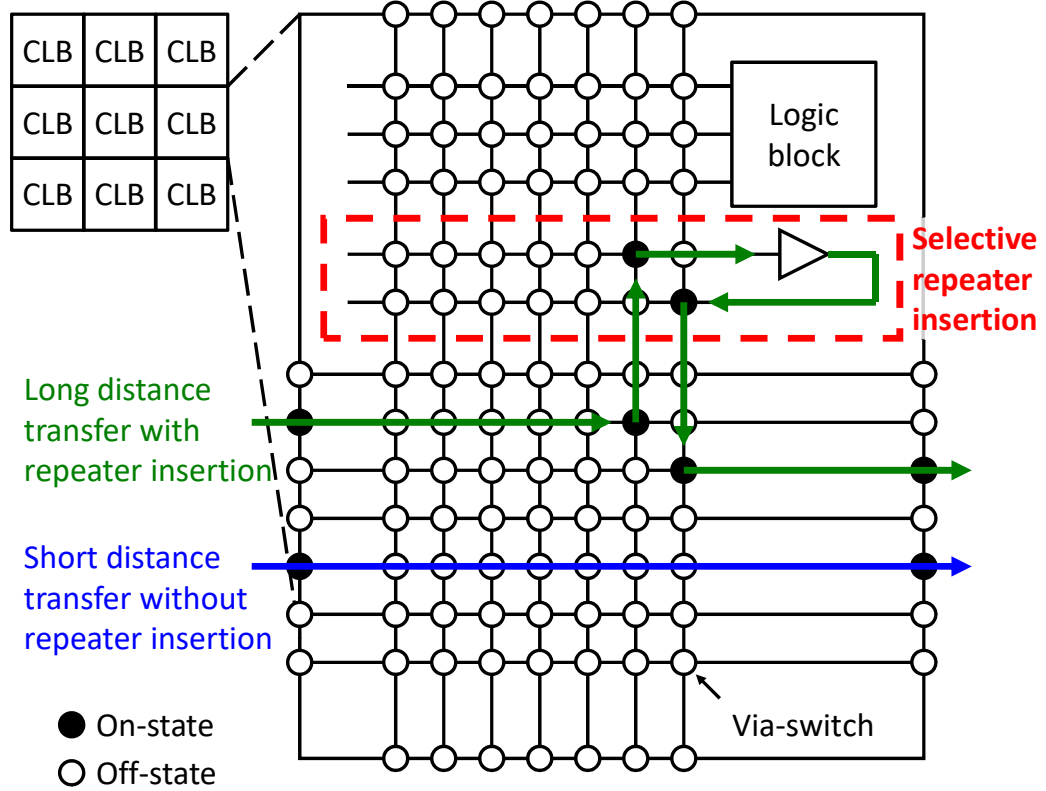 CLB CLB CLB
CLB CLB CLB
CLB CLB CLB
Logic
block
Selective
repeater
insertion
Long distance
transfer with
repeater insertion
Short distance
transfer without
repeater insertion
Via-switch
On-state
Off-state